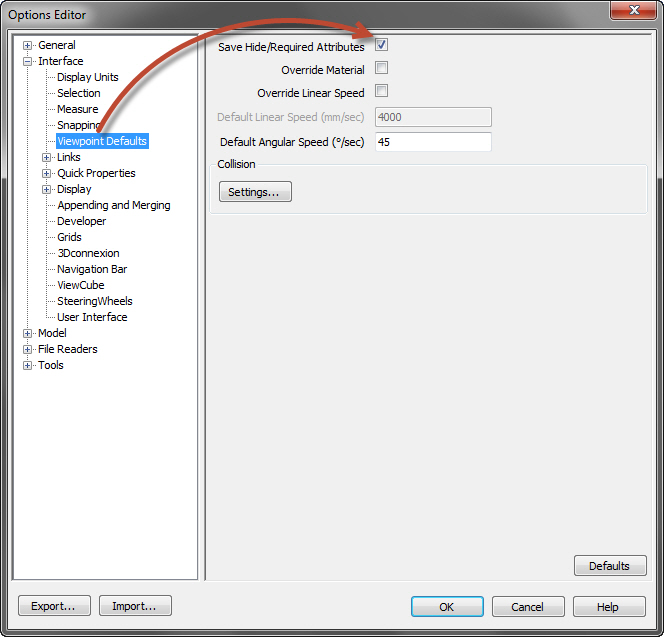 Options Editor
General
Interface
Display Units
Selection
Measure
Snapping
Viewpoint Defaults
Links
Quick Properties
Display
Appending and Merging
Developer
Grids
3Dconnexion
Navigation Bar
ViewCube
SteeringWheels
User Interface
Model
File Readers
Tools
Save Hide/Required Attributes
Override Material
Override Linear Speed
Default Linear Speed (mm/sec) 4000
Default Angular Speed (°/sec) 45
Collision
Settings...
Defaults
Export... Import... OK Cancel Help